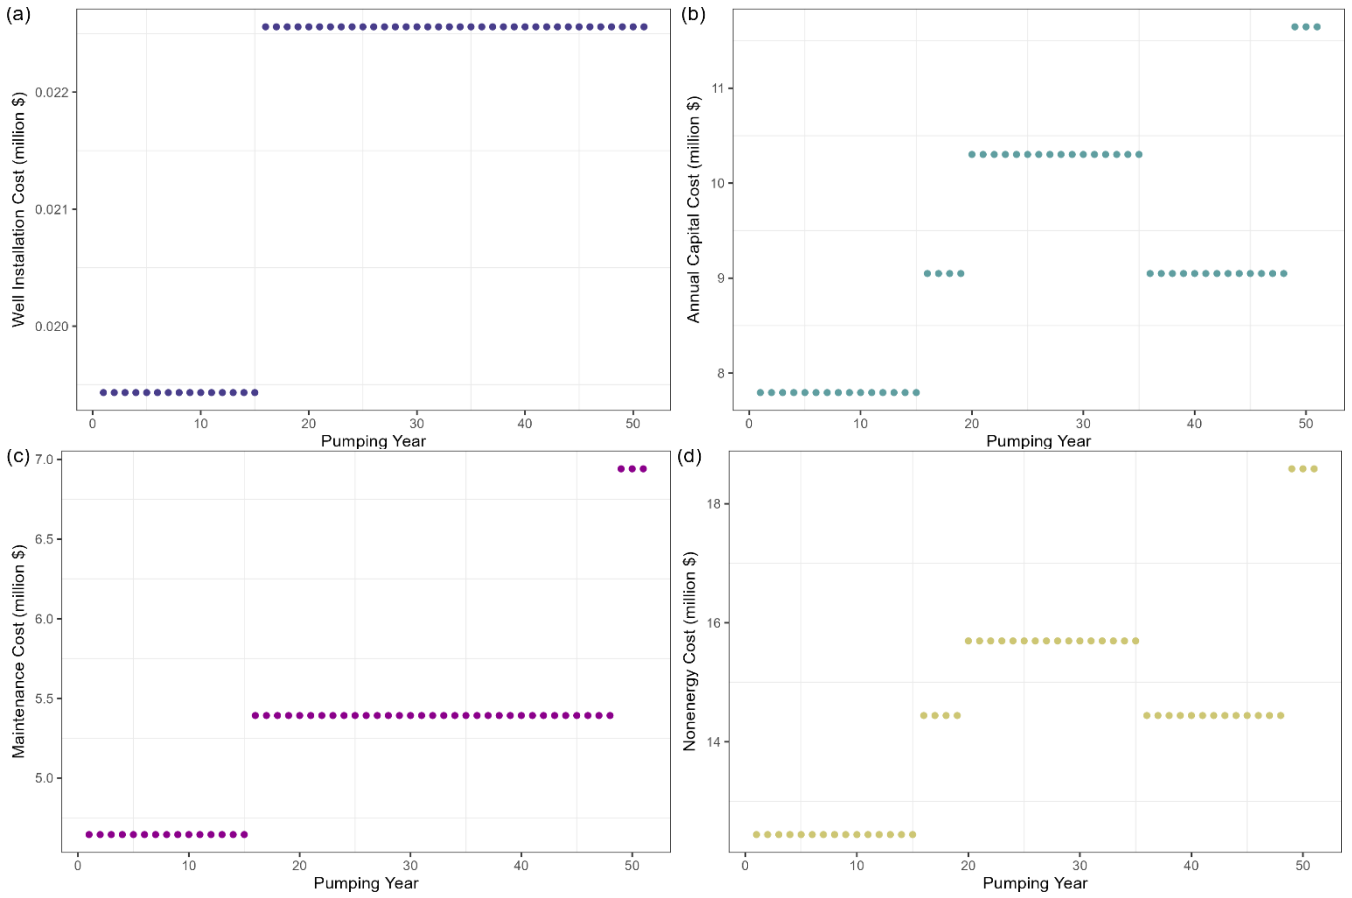 (a)
Well Installation Cost (million $)
0.022
0.021
0.020
0 10 20 30 40 50
Pumping Year
(b)
Annual Capital Cost (million $)
11
10
9
8
0 10 20 30 40 50
Pumping Year
(c)
Maintenance Cost (million $)
7.0
6.5
6.0
5.5
5.0
0 10 20 30 40 50
Pumping Year
(d)
Nonenergy Cost (million $)
18
16
14
0 10 20 30 40 50
Pumping Year